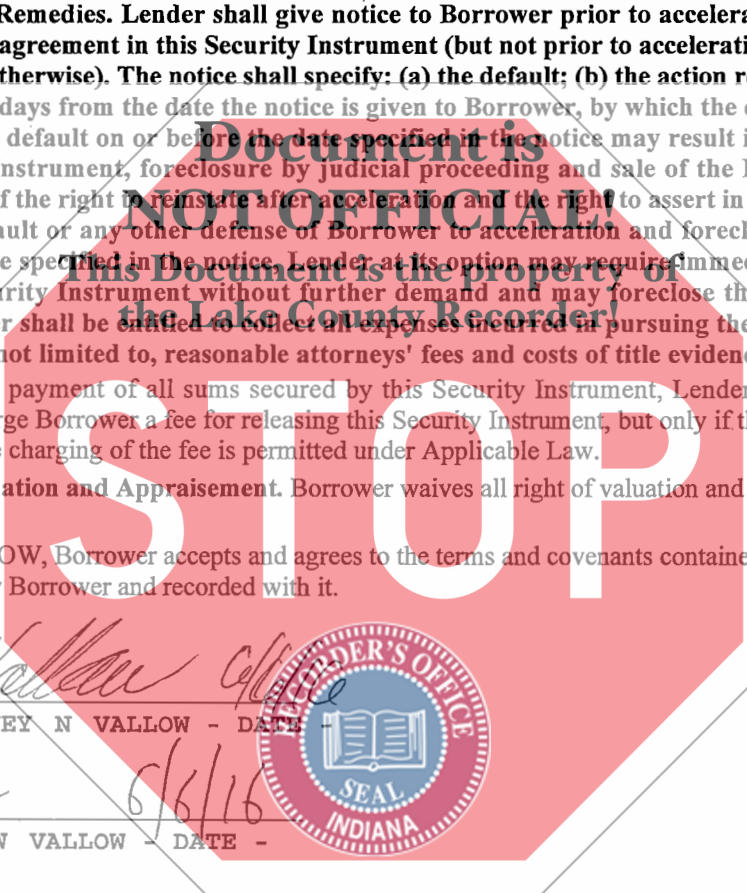 Remedies. Lender shall give notice to Borrower prior to accelera
agreement in this Security Instrument (but not prior to accelerati
therwise). The notice shall specify: (a) the default; (b) the action r
days from the date the notice is given to Borrower, by which the
default on or before the date specified in the notice may result i
nstrument, foreclosure by judicial proceeding and sale of the
f the right to reinstate after acceleration and the right to assert in
ault or any other defense of Borrower to acceleration and forecl
e specified in the notice, Lender at its option may require immed
urity Instrument without further demand and may foreclose th
r shall be entitled to collect all expenses incurred in pursuing the
not limited to, reasonable attorneys' fees and costs of title eviden
Document is
NOT OFFICIAL!
This Document is the property of
the Lake County Recorder!
STOP
payment of all sums secured by this Security Instrument, Lender
rge Borrower a fee for releasing this Security Instrument, but only if th
charging of the fee is permitted under Applicable Law.
ation and Appraisement. Borrower waives all right of valuation and
OW, Borrower accepts and agrees to the terms and covenants containe
Borrower and recorded with it.
EY N VALLOW - DATE -
6/6/16
N VALLOW - DATE -
RECORDER'S OFFICE
SEAL
INDIANA